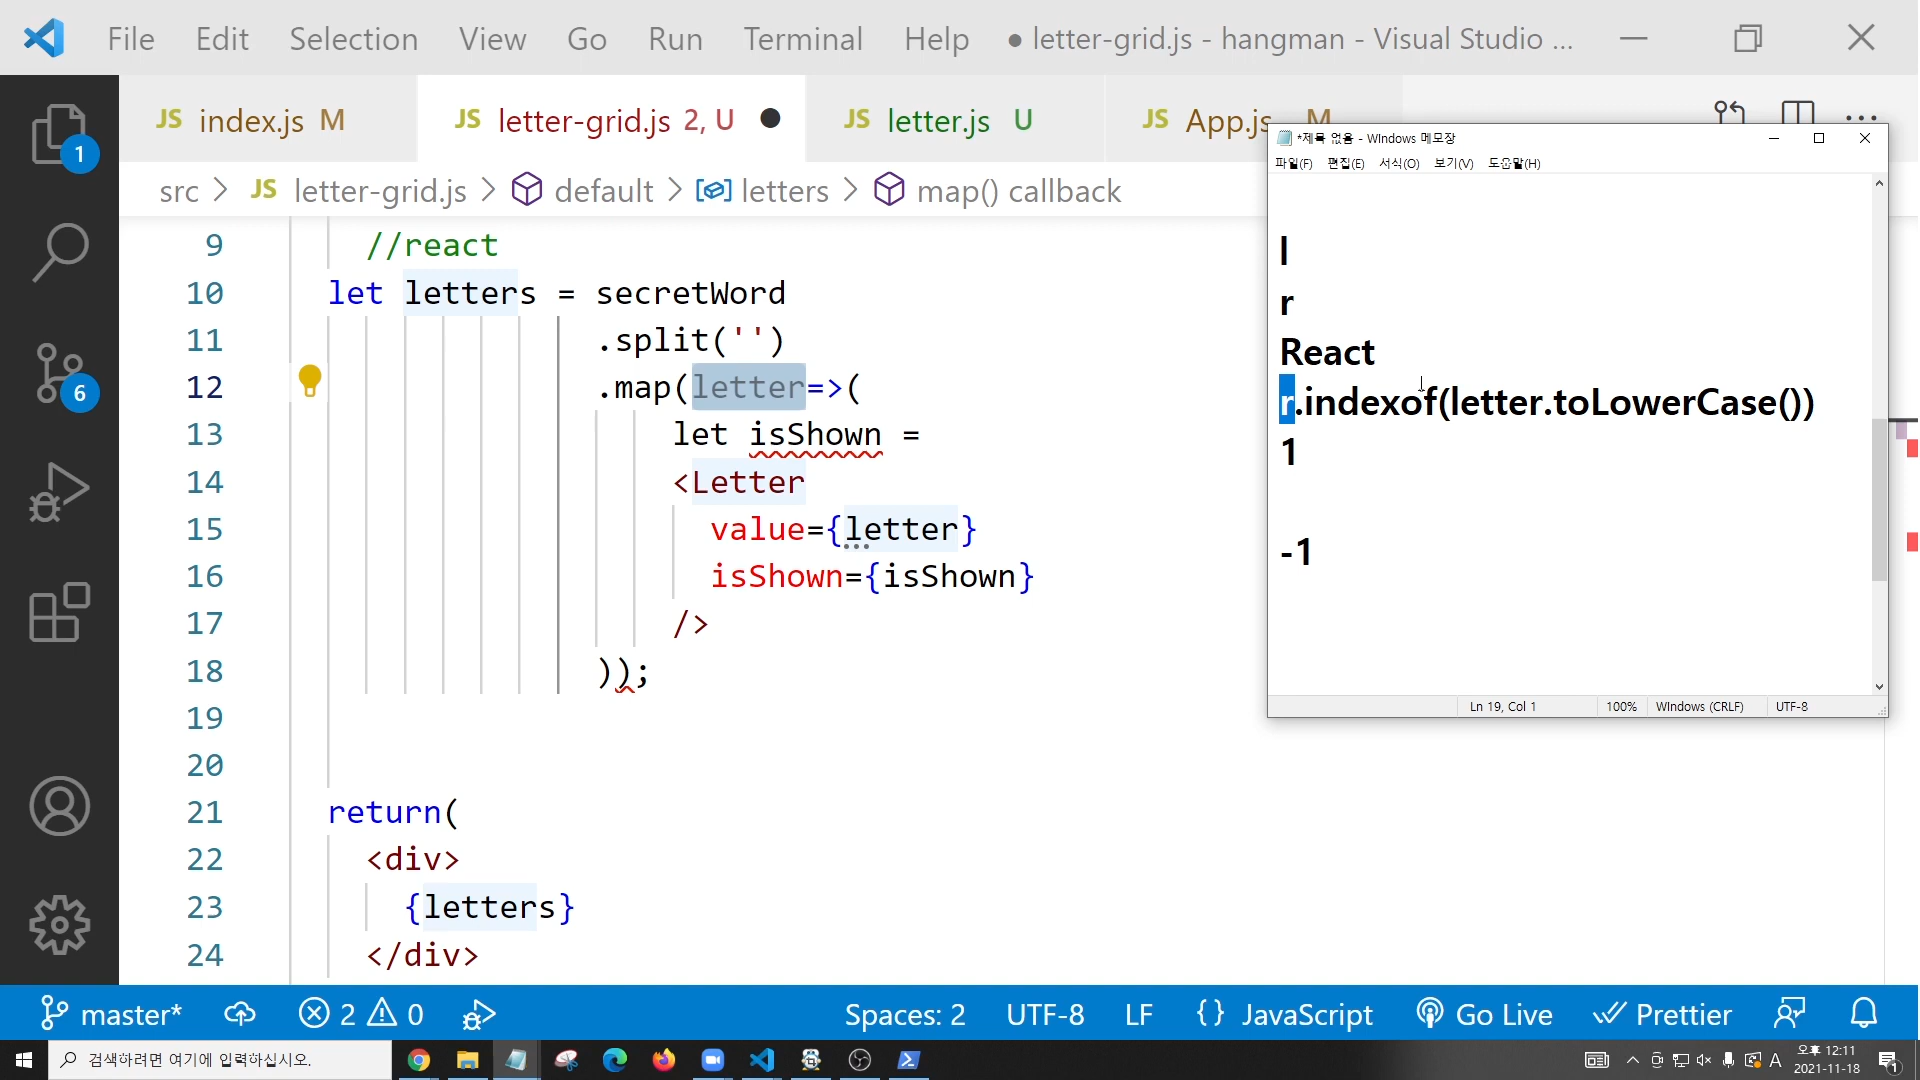 File Edit Selection View Go Run Terminal Help ● letter-grid.js - hangman - Visual Studio ...
JS index.js M JS letter-grid.js 2, U ● JS letter.js U JS App.js M
src > JS letter-grid.js > default > letters > map() callback
9 //react
10 let letters = secretWord
11 .split('')
12 .map(letter=>(
13 let isShown =
14 <Letter
15 value={letter}
16 isShown={isShown}
17 />
18 ));
19
20
21 return(
22 <div>
23 {letters}
24 </div>
1
6
*제목 없음 - Windows 메모장
파일(F) 편집(E) 서식(O) 보기(V) 도움말(H)
l
r
React
r.indexof(letter.toLowerCase())
1
-1
Ln 19, Col 1 100% Windows (CRLF) UTF-8
master* 2 0 Spaces: 2 UTF-8 LF {} JavaScript Go Live Prettier
검색하려면 여기에 입력하십시오.
A 오후 12:11
2021-11-18
1